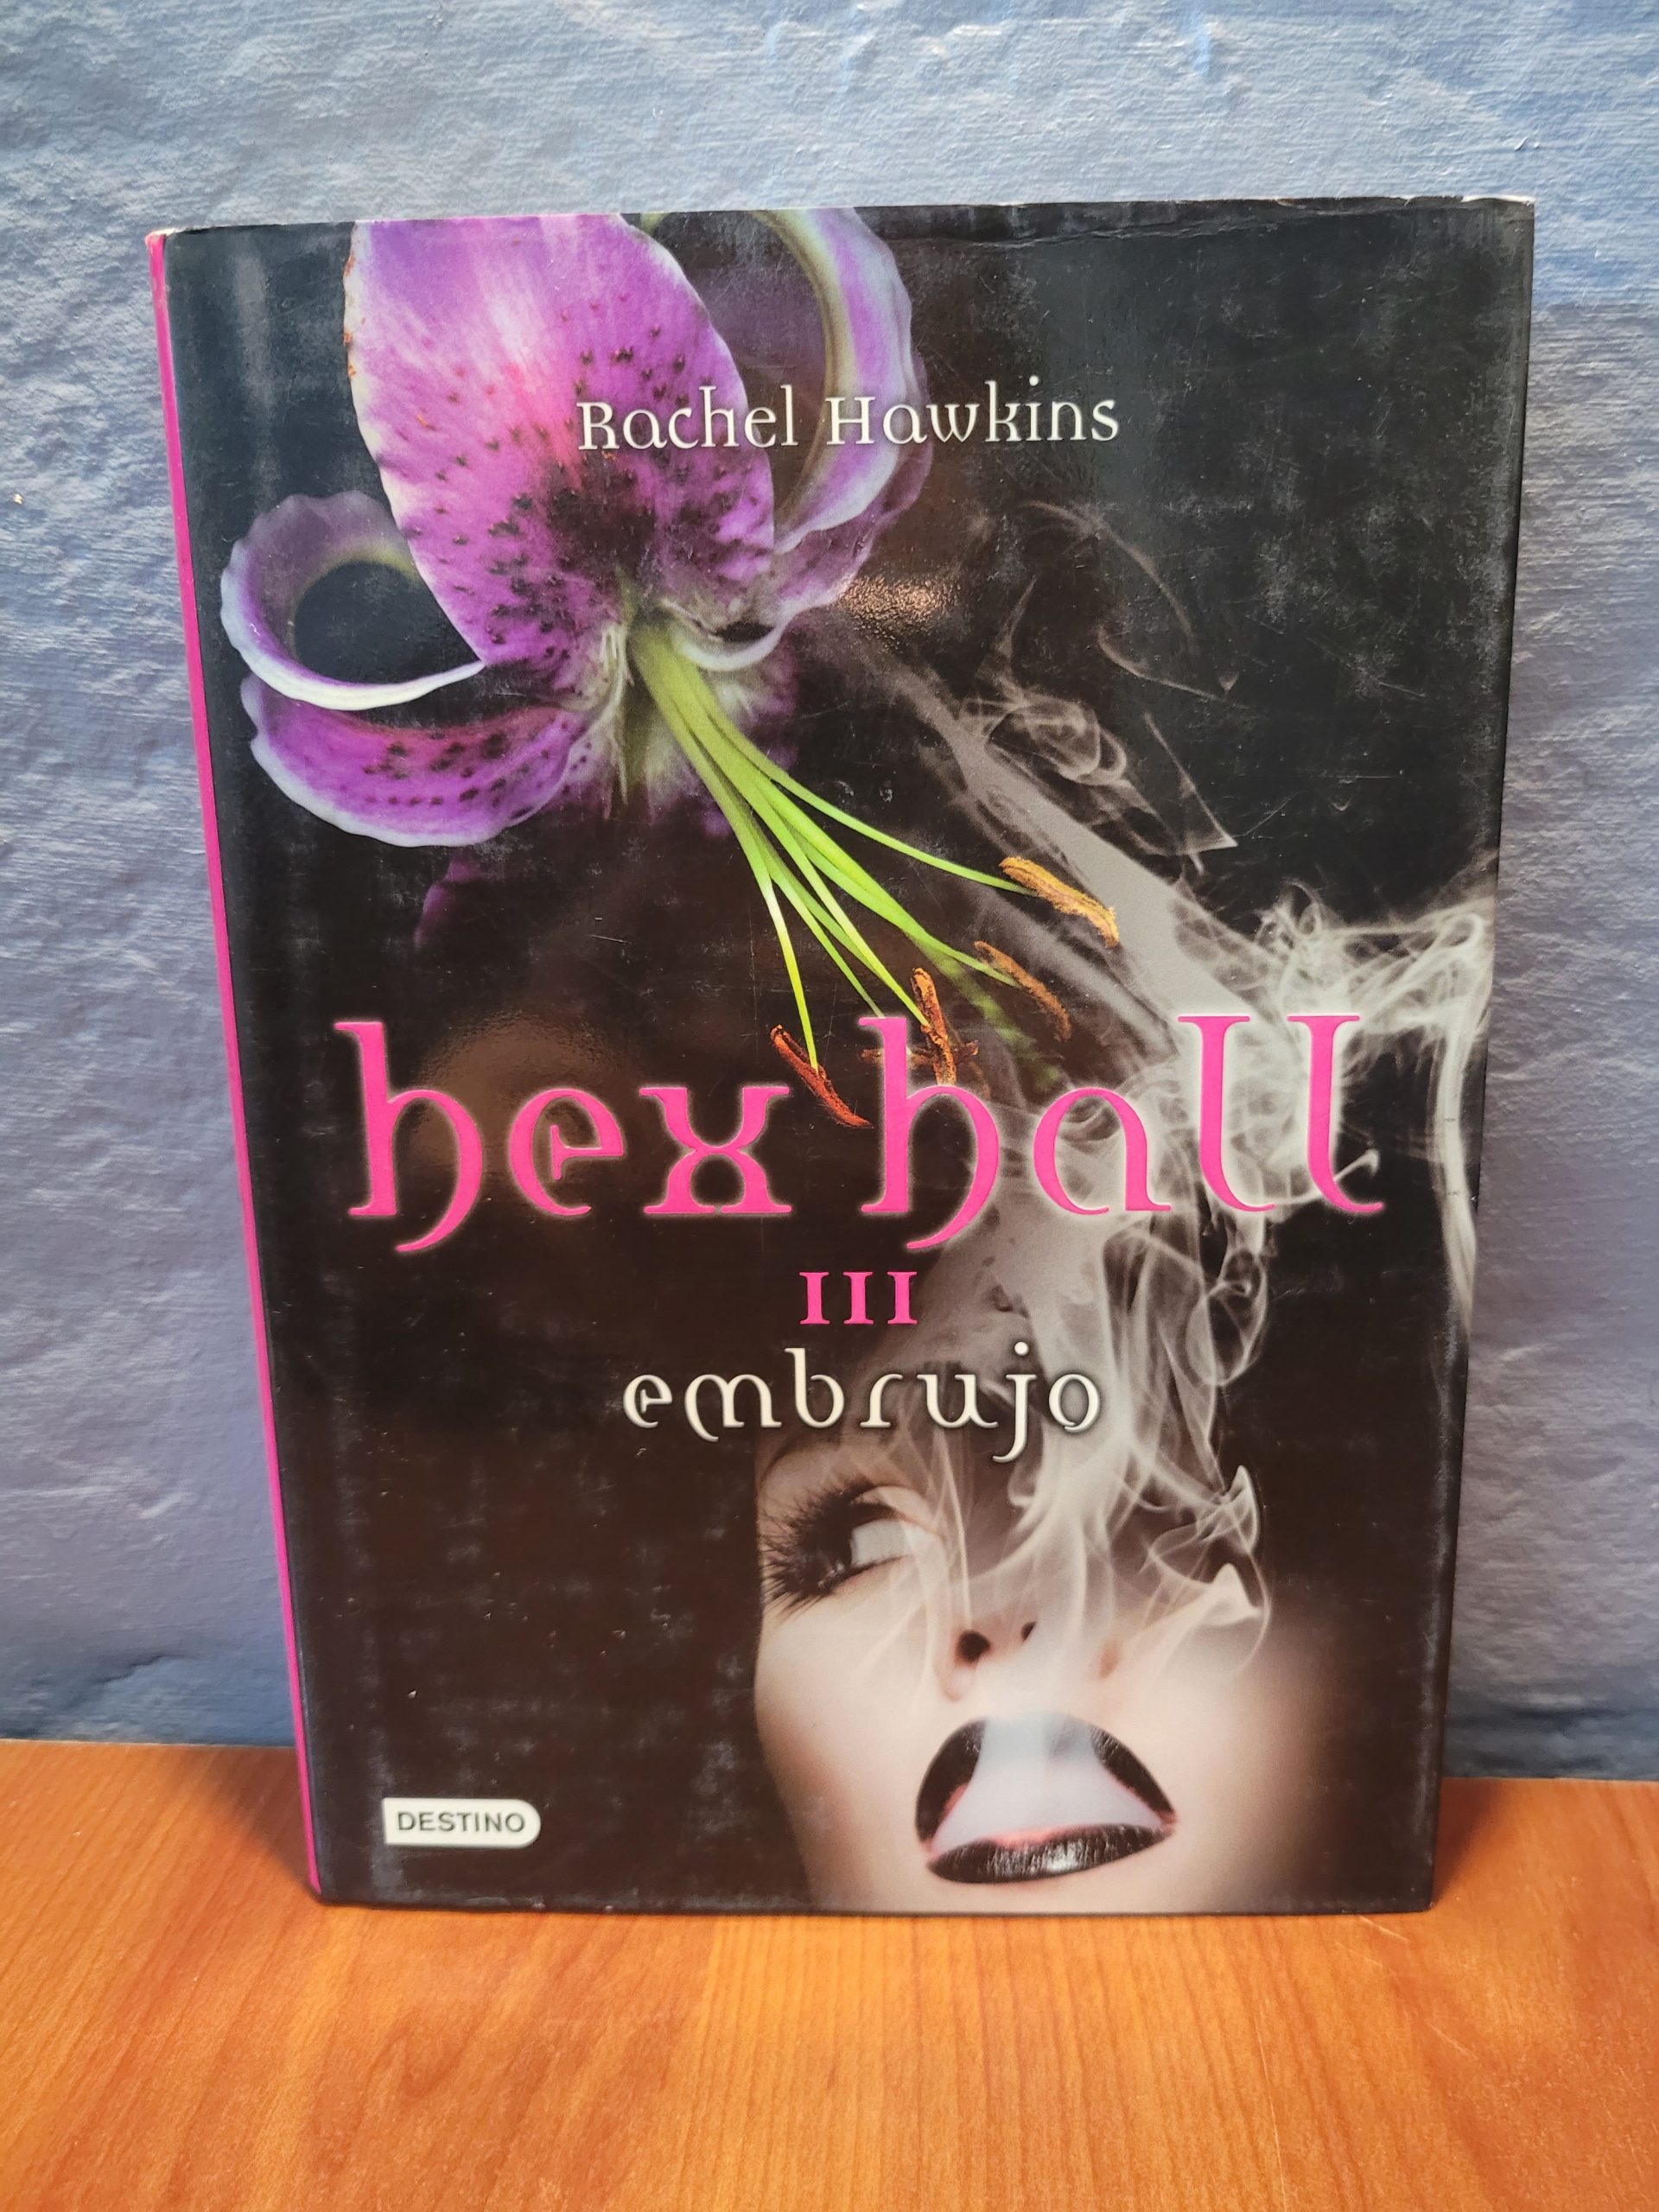 Rachel Hawkins
hex hall
III
embrujo
DESTINO